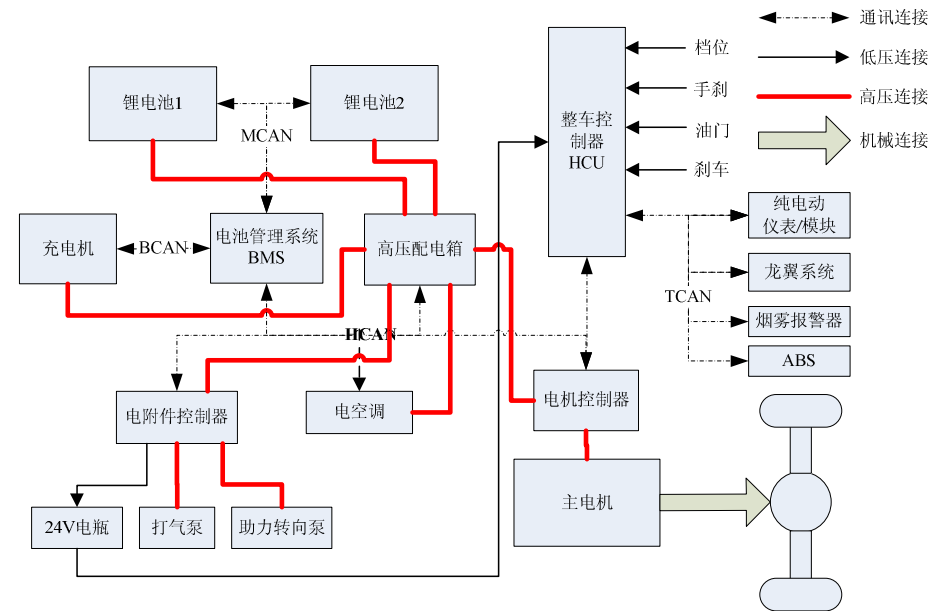 通讯连接
档位
低压连接
锂电池1
锂电池2
手刹
高压连接
MCAN
整车控
制器
HCU
油门
机械连接
刹车
充电机
BCAN
电池管理系统
BMS
高压配电箱
纯电动
仪表/模块
龙翼系统
TCAN
烟雾报警器
HCAN
ABS
电附件控制器
电空调
电机控制器
24V电瓶
打气泵
助力转向泵
主电机